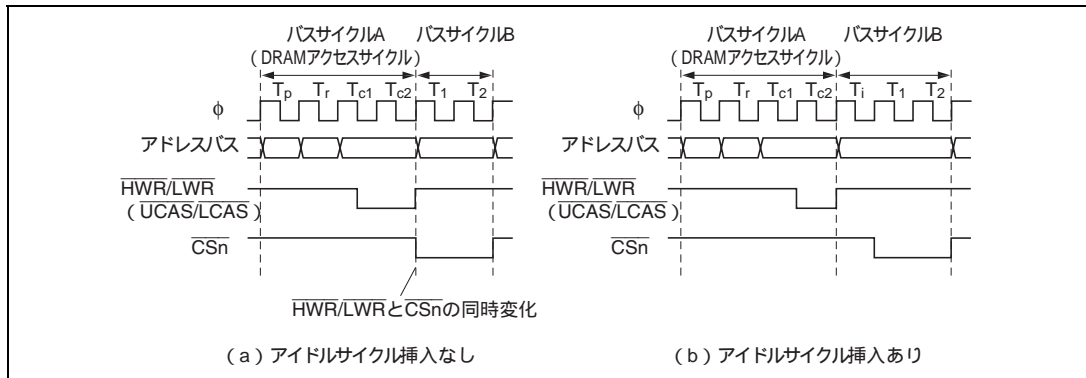 バスサイクルA バスサイクルB
(DRAMアクセスサイクル)
Tp Tr Tc1 Tc2 T1 T2
φ
アドレスバス
HWR/LWR
(UCAS/LCAS)
CSn
HWR/LWRとCSnの同時変化
(a)アイドルサイクル挿入なし
バスサイクルA バスサイクルB
(DRAMアクセスサイクル)
Tp Tr Tc1 Tc2 Ti T1 T2
φ
アドレスバス
HWR/LWR
(UCAS/LCAS)
CSn
(b)アイドルサイクル挿入あり